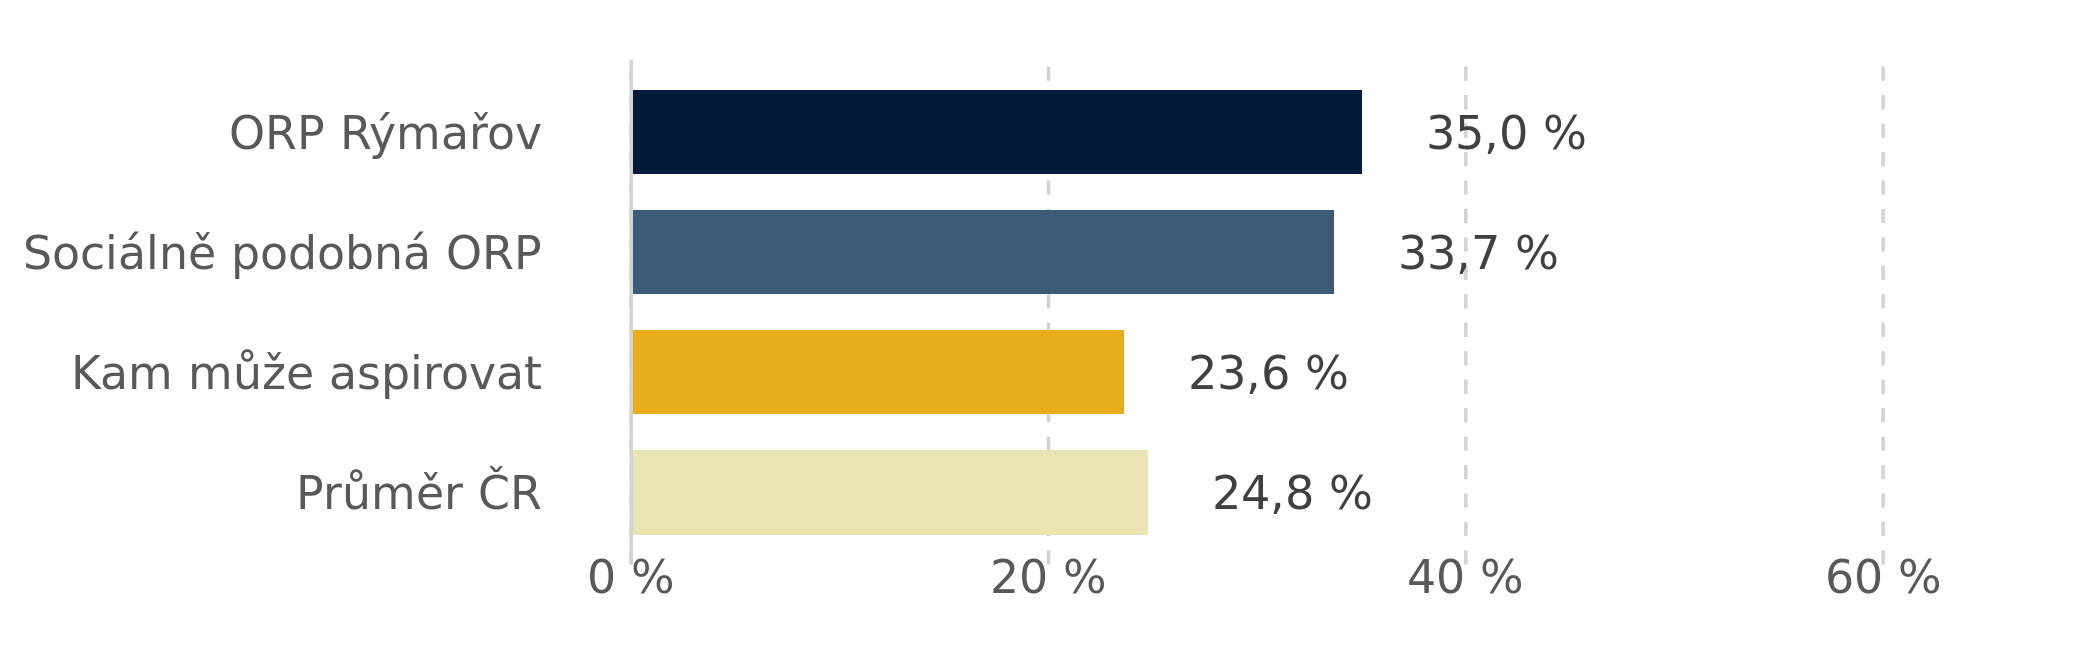 ORP Rýmařov 35,0 %
Sociálně podobná ORP 33,7 %
Kam může aspirovat 23,6 %
Průměr ČR 24,8 %
0 % 20 % 40 % 60 %